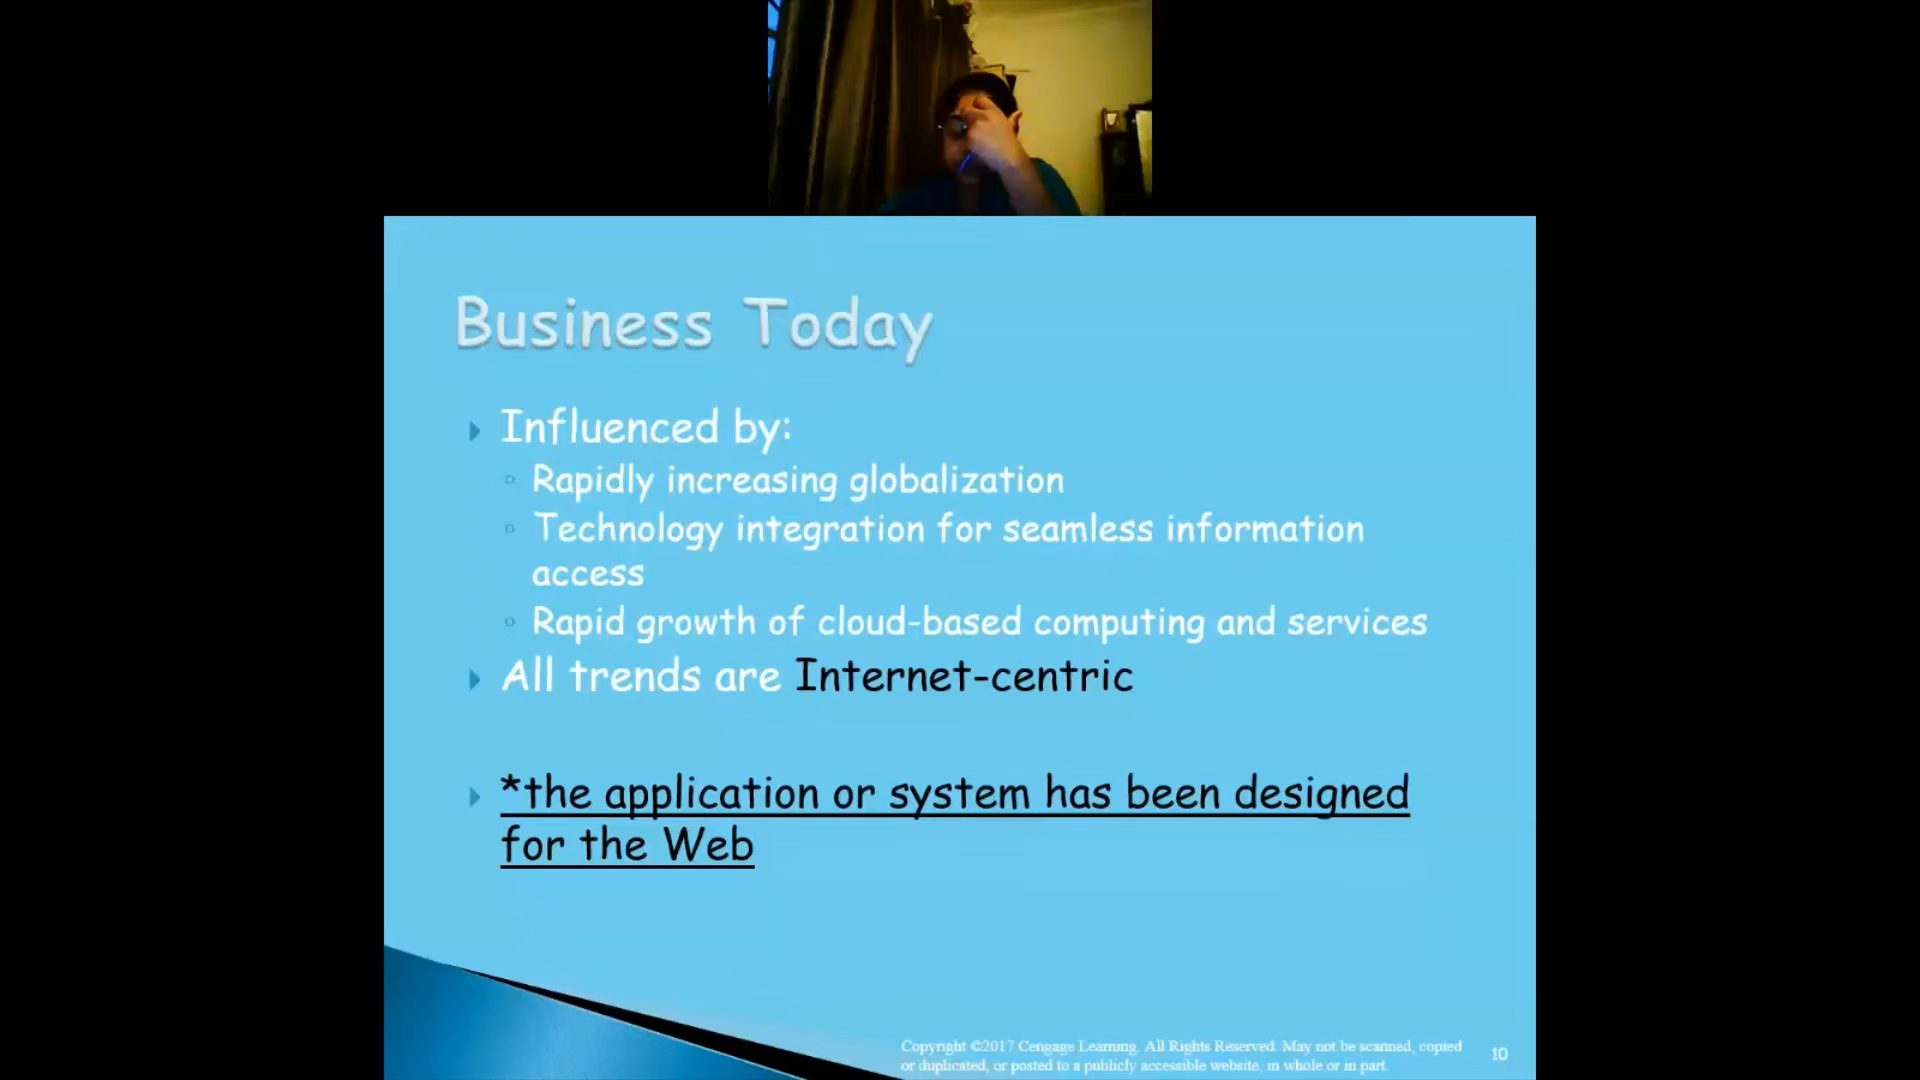 Business Today
Influenced by:
Rapidly increasing globalization
Technology integration for seamless information
access
Rapid growth of cloud-based computing and services
All trends are Internet-centric
*the application or system has been designed
for the Web
Copyright ©2017 Cengage Learning. All Rights Reserved. May not be scanned, copied
or duplicated, or posted to a publicly accessible website, in whole or in part.
10